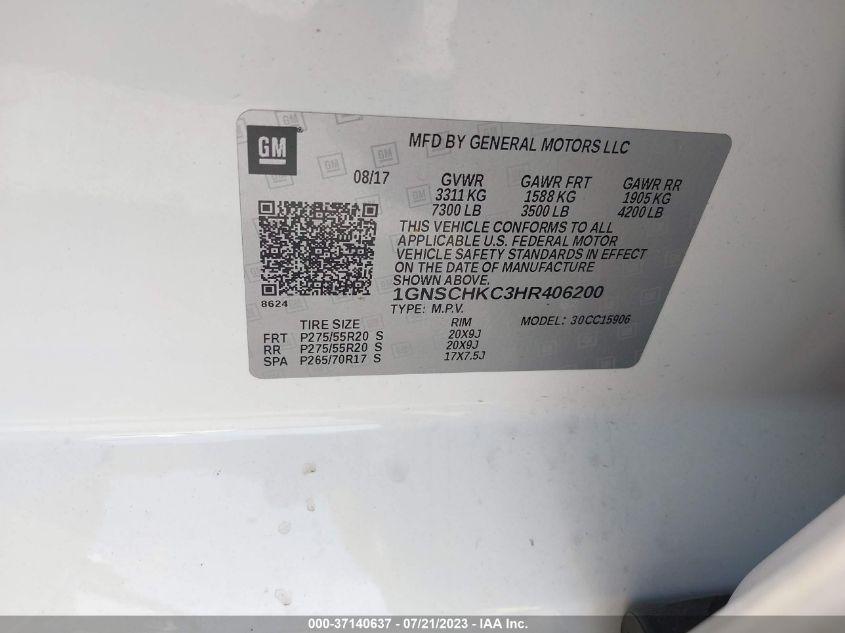 GM
MFD BY GENERAL MOTORS LLC
08/17 GVWR GAWR FRT GAWR RR
3311 KG 1588 KG 1905 KG
7300 LB 3500 LB 4200 LB
THIS VEHICLE CONFORMS TO ALL
APPLICABLE U.S. FEDERAL MOTOR
VEHICLE SAFETY STANDARDS IN EFFECT
ON THE DATE OF MANUFACTURE
SHOWN ABOVE.
8624 1GNSCHKC3HR406200
TYPE: M.P.V. MODEL: 30CC15906
TIRE SIZE RIM
FRT P275/55R20 S 20X9J
RR P275/55R20 S 20X9J
SPA P265/70R17 S 17X7.5J
000-37140637 - 07/21/2023 - IAA Inc.